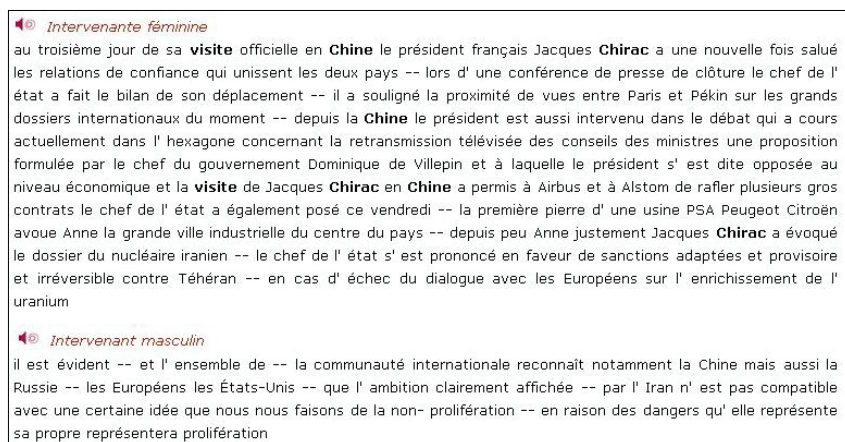 Intervenante féminine
au troisième jour de sa visite officielle en Chine le président français Jacques Chirac a une nouvelle fois salué
les relations de confiance qui unissent les deux pays -- lors d' une conférence de presse de clôture le chef de l'
état a fait le bilan de son déplacement -- il a souligné la proximité de vues entre Paris et Pékin sur les grands
dossiers internationaux du moment -- depuis la Chine le président est aussi intervenu dans le débat qui a cours
actuellement dans l' hexagone concernant la retransmission télévisée des conseils des ministres une proposition
formulée par le chef du gouvernement Dominique de Villepin et à laquelle le président s' est dite opposée au
niveau économique et la visite de Jacques Chirac en Chine a permis à Airbus et à Alstom de rafler plusieurs gros
contrats le chef de l' état a également posé ce vendredi -- la première pierre d' une usine PSA Peugeot Citroën
avoue Anne la grande ville industrielle du centre du pays -- depuis peu Anne justement Jacques Chirac a évoqué
le dossier du nucléaire iranien -- le chef de l' état s' est prononcé en faveur de sanctions adaptées et provisoire
et irréversible contre Téhéran -- en cas d' échec du dialogue avec les Européens sur l' enrichissement de l'
uranium
Intervenant masculin
il est évident -- et l' ensemble de -- la communauté internationale reconnaît notamment la Chine mais aussi la
Russie -- les Européens les États-Unis -- que l' ambition clairement affichée -- par l' Iran n' est pas compatible
avec une certaine idée que nous nous faisons de la non- prolifération -- en raison des dangers qu' elle représente
sa propre représentera prolifération